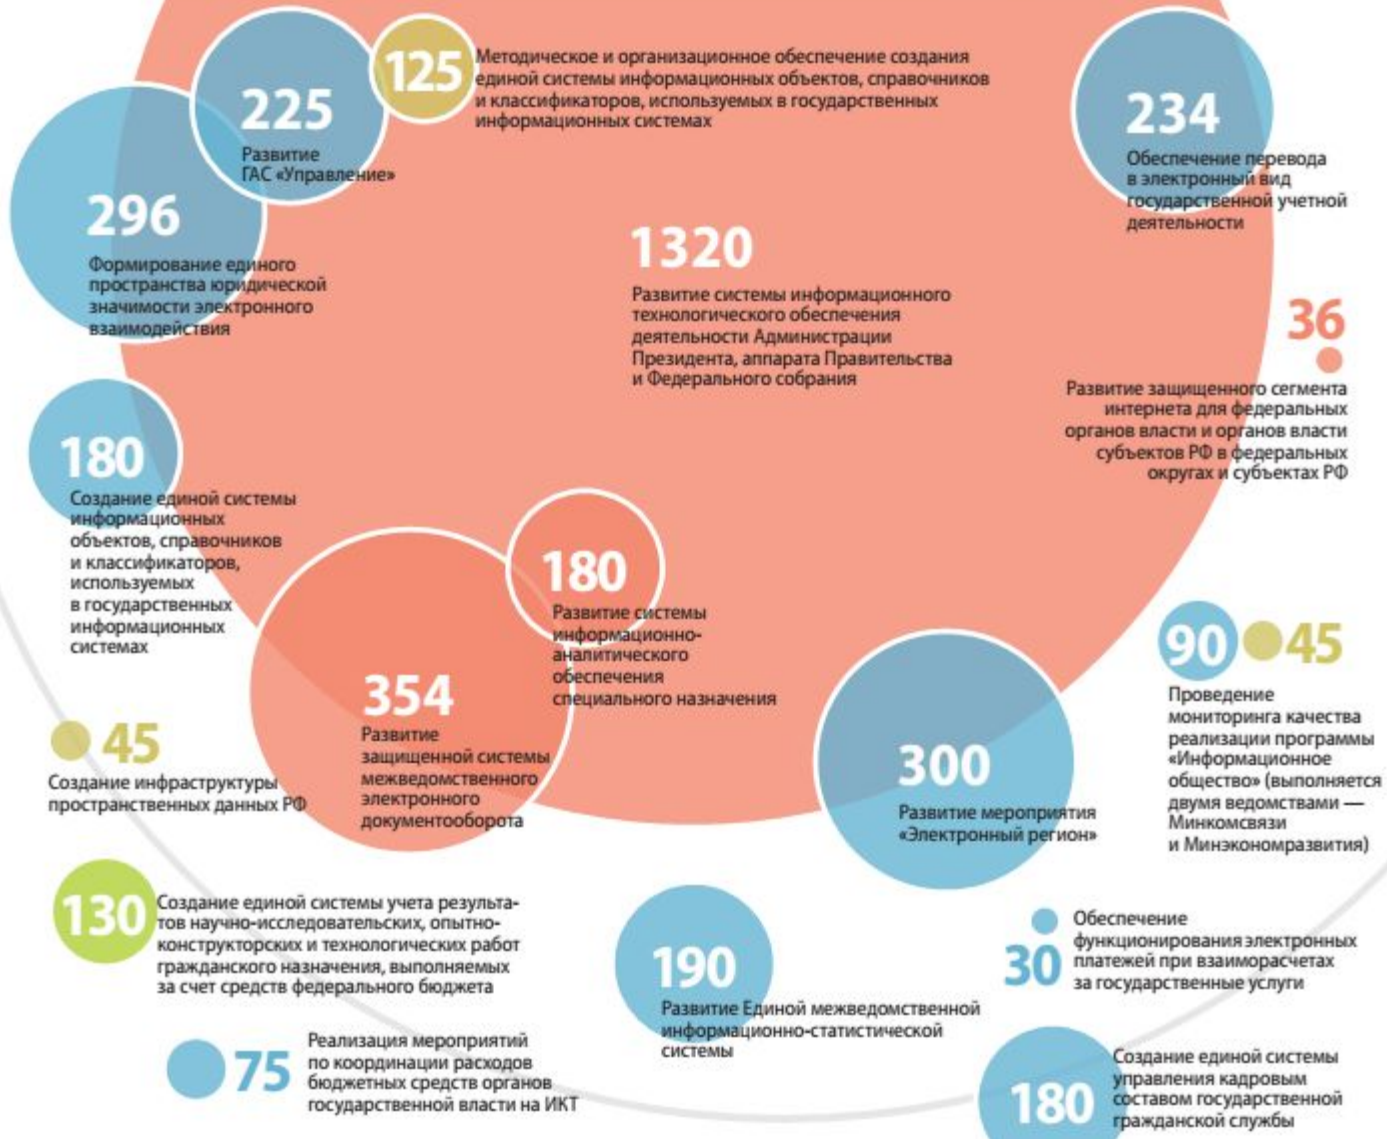 125
Методическое и организационное обеспечение создания
единой системы информационных объектов, справочников
и классификаторов, используемых в государственных
информационных системах
225
Развитие
ГАС «Управление»
234
Обеспечение перевода
в электронный вид
государственной учетной
деятельности
296
Формирование единого
пространства юридической
значимости электронного
взаимодействия
1320
Развитие системы информационного
технологического обеспечения
деятельности Администрации
Президента, аппарата Правительства
и Федерального собрания
36
Развитие защищенного сегмента
интернета для федеральных
органов власти и органов власти
субъектов РФ в федеральных
округах и субъектах РФ
180
Создание единой системы
информационных
объектов, справочников
и классификаторов,
используемых
в государственных
информационных
системах
180
Развитие системы
информационно-
аналитического
обеспечения
специального назначения
354
Развитие
защищенной системы
межведомственного
электронного
документооборота
90 45
Проведение
мониторинга качества
реализации программы
«Информационное
общество» (выполняется
двумя ведомствами —
Минкомсвязи
и Минэкономразвития)
45
Создание инфраструктуры
пространственных данных РФ
300
Развитие мероприятия
«Электронный регион»
130
Создание единой системы учета результа-
тов научно-исследовательских, опытно-
конструкторских и технологических работ
гражданского назначения, выполняемых
за счет средств федерального бюджета
190
Развитие Единой межведомственной
информационно-статистической
системы
30
Обеспечение
функционирования электронных
платежей при взаиморасчетах
за государственные услуги
75
Реализация мероприятий
по координации расходов
бюджетных средств органов
государственной власти на ИКТ
180
Создание единой системы
управления кадровым
составом государственной
гражданской службы